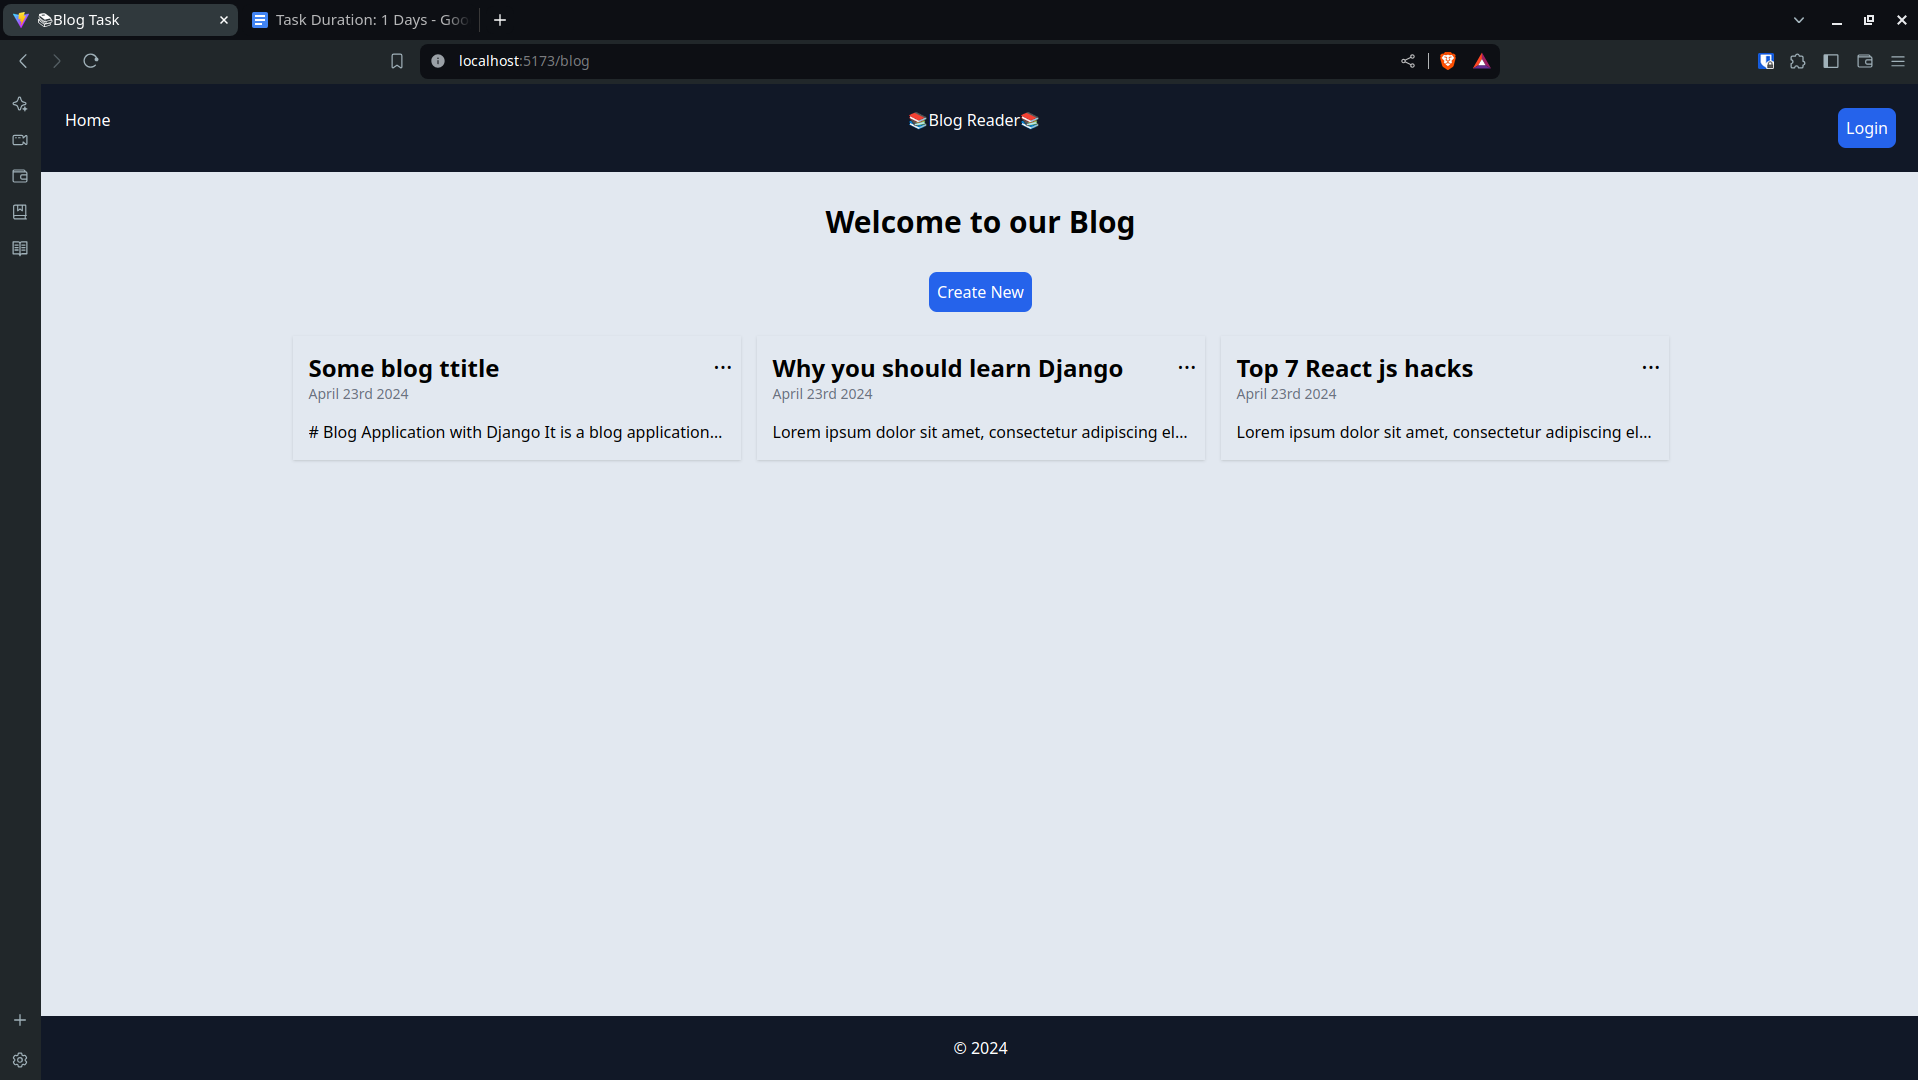 📚Blog Task
Task Duration: 1 Days - Goo
localhost:5173/blog
Home
📚Blog Reader📚
Login
Welcome to our Blog
Create New
Some blog ttitle
April 23rd 2024
# Blog Application with Django It is a blog application...
Why you should learn Django
April 23rd 2024
Lorem ipsum dolor sit amet, consectetur adipiscing el...
Top 7 React js hacks
April 23rd 2024
Lorem ipsum dolor sit amet, consectetur adipiscing el...
© 2024